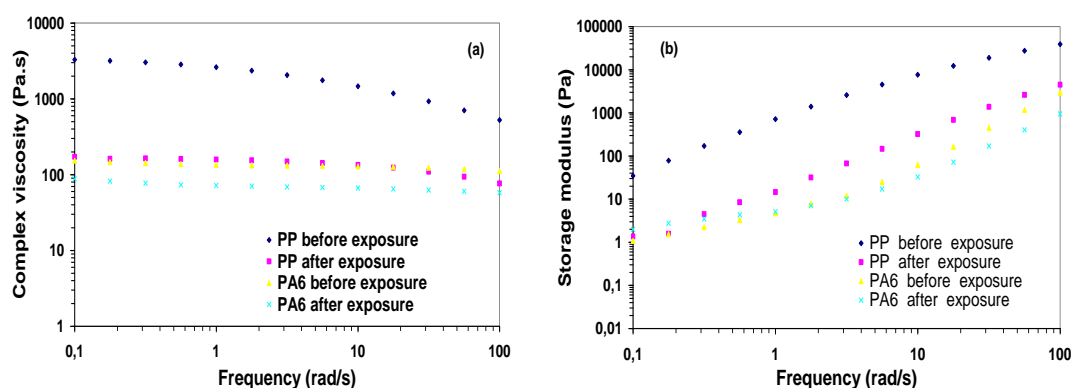 (a)
Complex viscosity (Pa.s)
10000
1000
100
10
1
PP before exposure
PP after exposure
PA6 before exposure
PA6 after exposure
0,1
1
10
100
Frequency (rad/s)
(b)
Storage modulus (Pa)
100000
10000
1000
100
10
1
0,1
0,01
PP before exposure
PP after exposure
PA6 before exposure
PA6 after exposure
0,1
1
10
100
Frequency (rad/s)